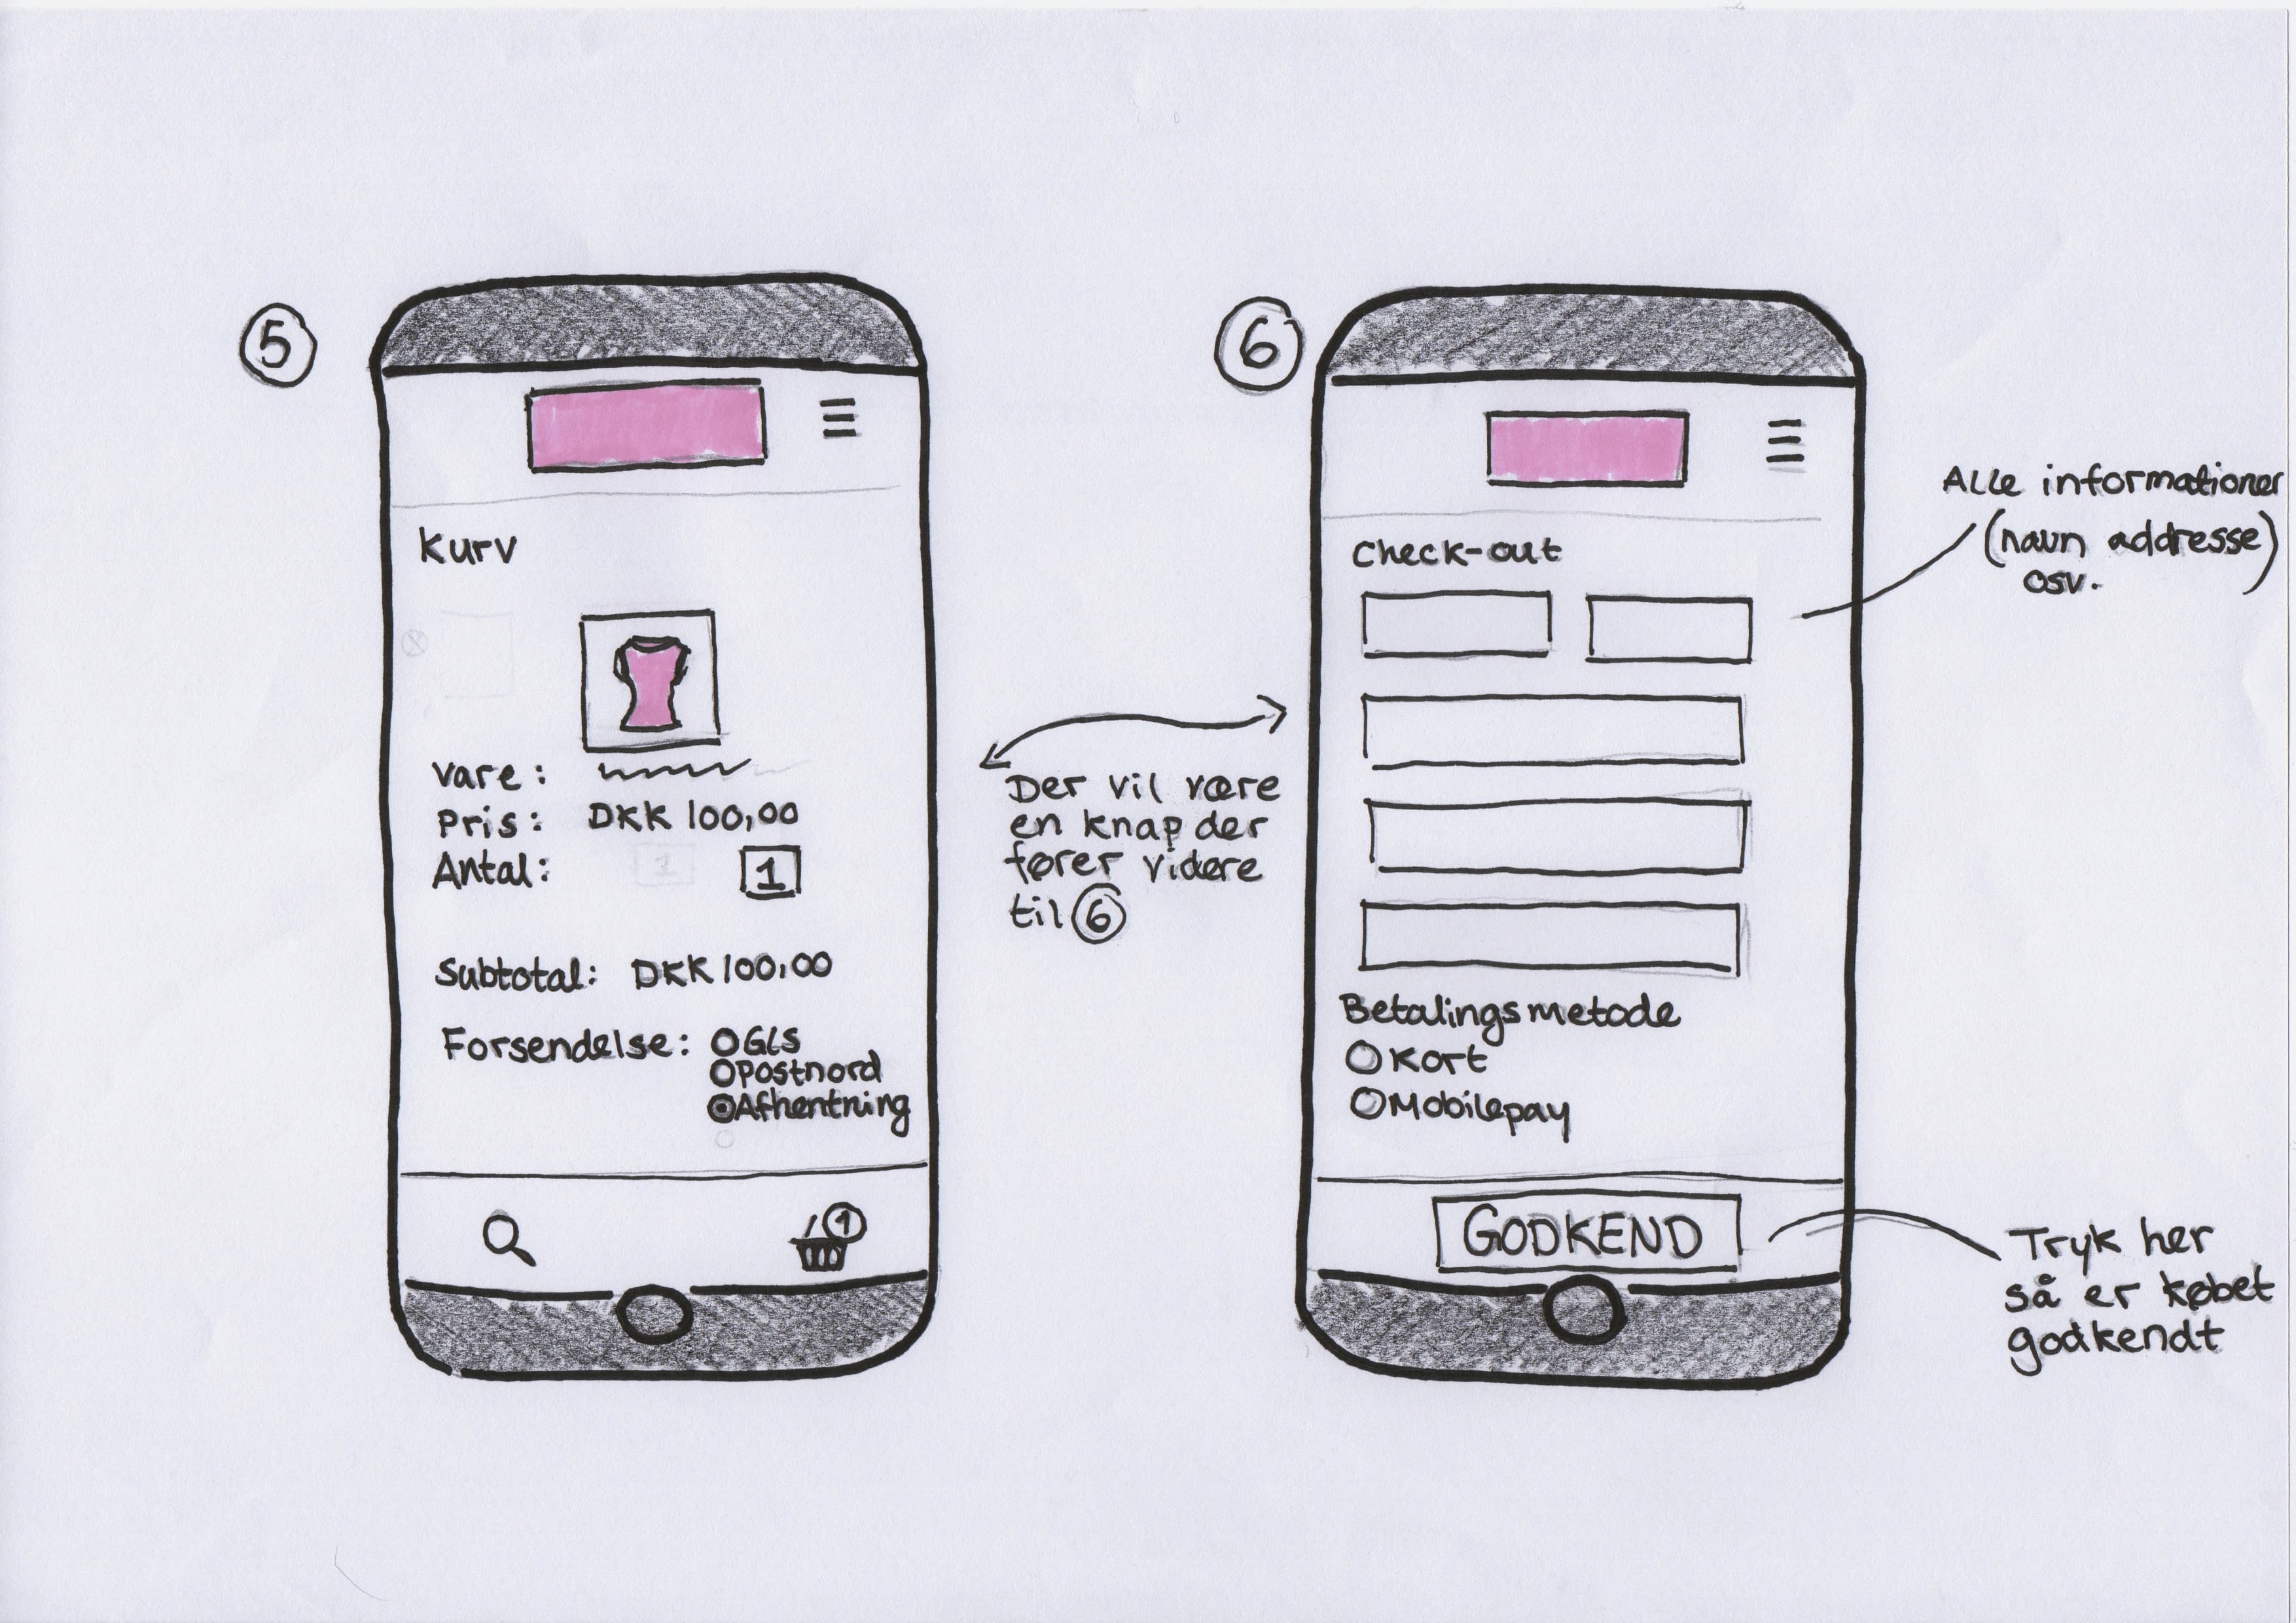 5
Kurv
Vare:
Pris: DKK 100,00
Antal: 1
Subtotal: DKK 100,00
Forsendelse: GLS
Postnord
Afhentning
1
Der vil være
en knap der
fører videre
til 6
6
Check-out
Betalingsmetode
Kort
Mobilepay
GODKEND
Alle informationer
(navn addresse)
osv.
Tryk her
så er købet
godkendt